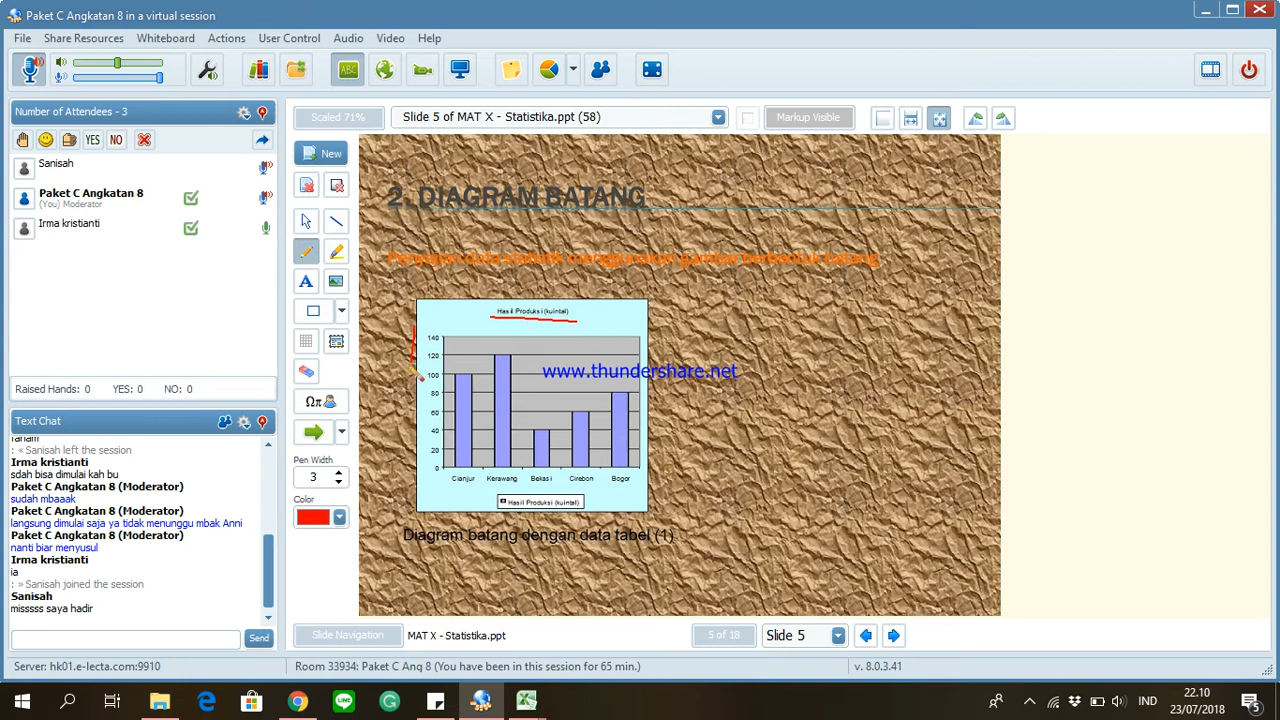 Paket C Angkatan 8 in a virtual session
File Share Resources Whiteboard Actions User Control Audio Video Help
Number of Attendees - 3
YES NO
Sanisah
Paket C Angkatan 8
(You) Moderator
Irma kristianti
Raised Hands: 0 YES: 0 NO: 0
Text Chat
: « Sanisah left the session
Irma kristianti
sdah bisa dimulai kah bu
Paket C Angkatan 8 (Moderator)
sudah mbaaak
Paket C Angkatan 8 (Moderator)
langsung dimulai saja ya tidak menunggu mbak Anni
Paket C Angkatan 8 (Moderator)
nanti biar menyusul
Irma kristianti
ia
: » Sanisah joined the session
Sanisah
misssss saya hadir
Send
ABC
Scaled 71%
Slide 5 of MAT X - Statistika.ppt (58)
Markup Visible
New
A
Ωπ
Pen Width
3
Color
2. DIAGRAM BATANG
Penyajian data statistik menggunakan gambar berbentuk batang
Hasil Produksi (kuintal)
140
120
100
80
60
40
20
0
Cianjur Kerawang Bekasi Cirebon Bogor
Hasil Produksi (kuintal)
www.thundershare.net
Diagram batang dengan data tabel (1)
Slide Navigation MAT X - Statistika.ppt 5 of 18 Slide 5
Server: hk01.e-lecta.com:9910 Room 33934: Paket C Ang 8 (You have been in this session for 65 min.) v. 8.0.3.41
IND
22.10
23/07/2018
5